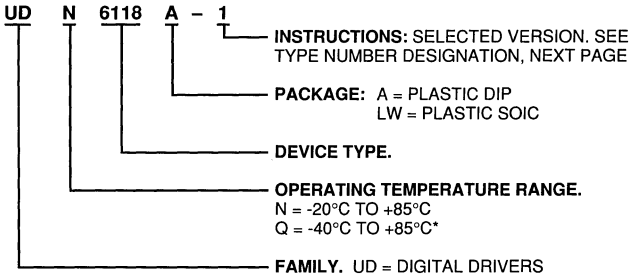 UD N 6118 A – 1
INSTRUCTIONS: SELECTED VERSION. SEE
TYPE NUMBER DESIGNATION, NEXT PAGE
PACKAGE: A = PLASTIC DIP
LW = PLASTIC SOIC
DEVICE TYPE.
OPERATING TEMPERATURE RANGE.
N = -20°C TO +85°C
Q = -40°C TO +85°C*
FAMILY. UD = DIGITAL DRIVERS